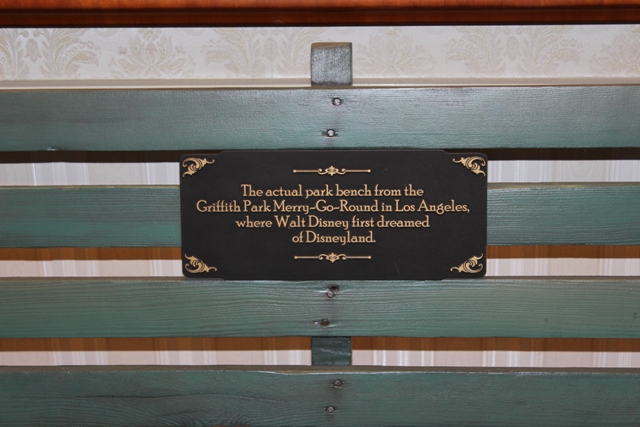 The actual park bench from the
Griffith Park Merry-Go-Round in Los Angeles,
where Walt Disney first dreamed
of Disneyland.